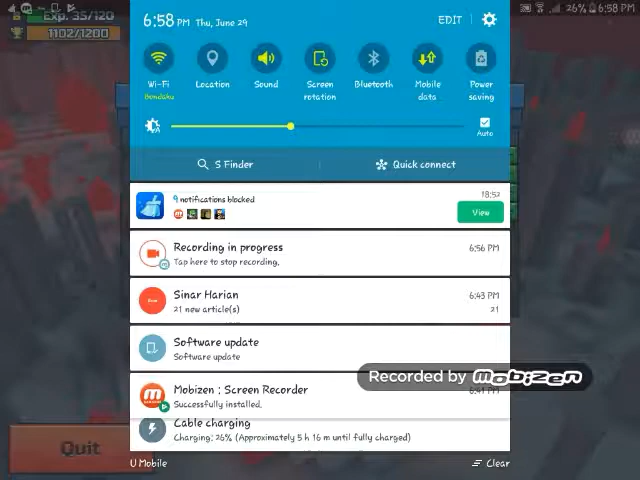 Exp. 35/120
26% 6:58 PM
1102/1200
6:58 PM Thu, June 29
EDIT
Wi-Fi
Bondaku
Location
Sound
Screen rotation
Bluetooth
Mobile data
Power saving
Auto
S Finder
Quick connect
9 notifications blocked
18:52
View
Recording in progress
6:56 PM
Tap here to stop recording.
Sinar Harian
6:43 PM
21 new article(s)
21
Software update
Software update
Recorded by mobizen
Mobizen : Screen Recorder
6:41 PM
Successfully installed.
Cable charging
Charging: 26% (Approximately 5 h 16 m until fully charged)
Quit
U Mobile
Clear